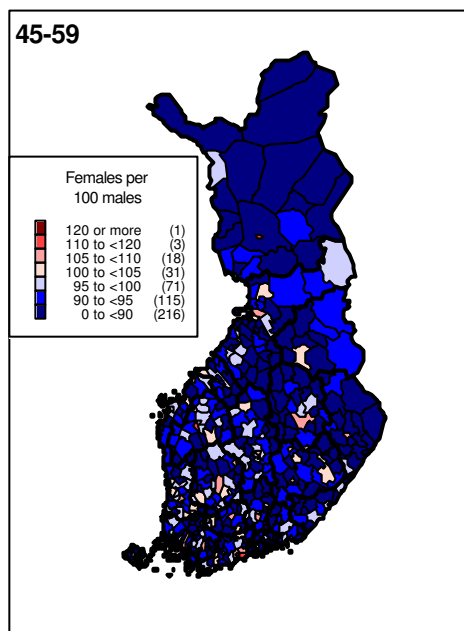 45-59
Females per
100 males
120 or more (1)
110 to <120 (3)
105 to <110 (18)
100 to <105 (31)
95 to <100 (71)
90 to <95 (115)
0 to <90 (216)